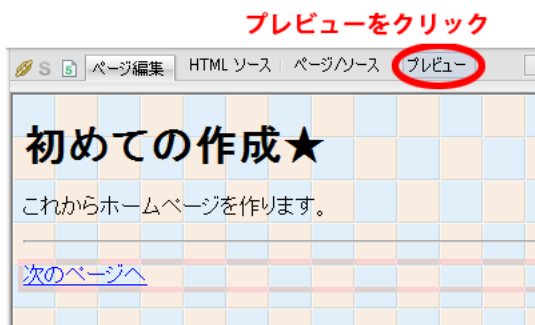 プレビューをクリック
S 5 ページ編集 HTML ソース ページ/ソース プレビュー
初めての作成★
これからホームページを作ります。
次のページへ